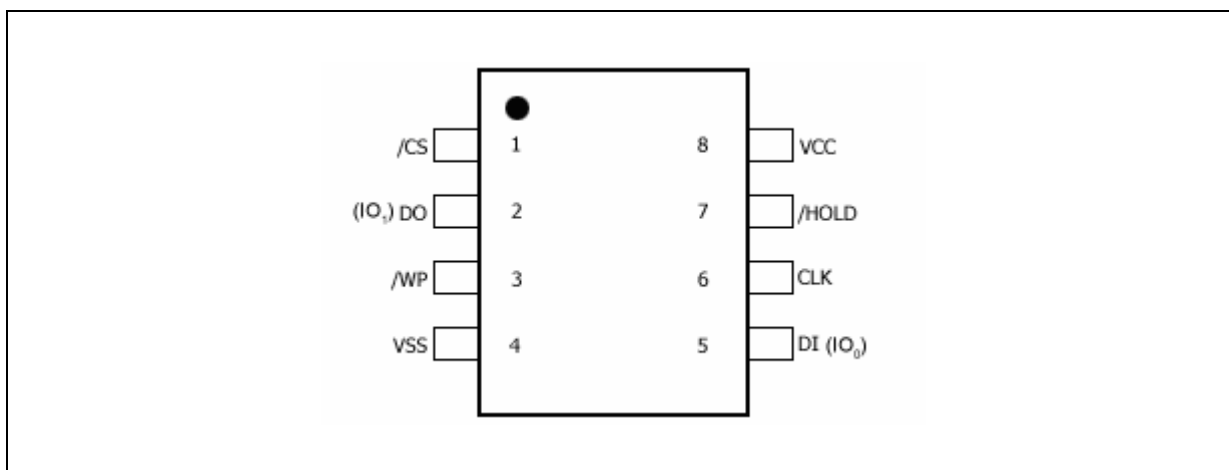 /CS 1 8 VCC
(IO₁) DO 2 7 /HOLD
/WP 3 6 CLK
VSS 4 5 DI (IO₀)